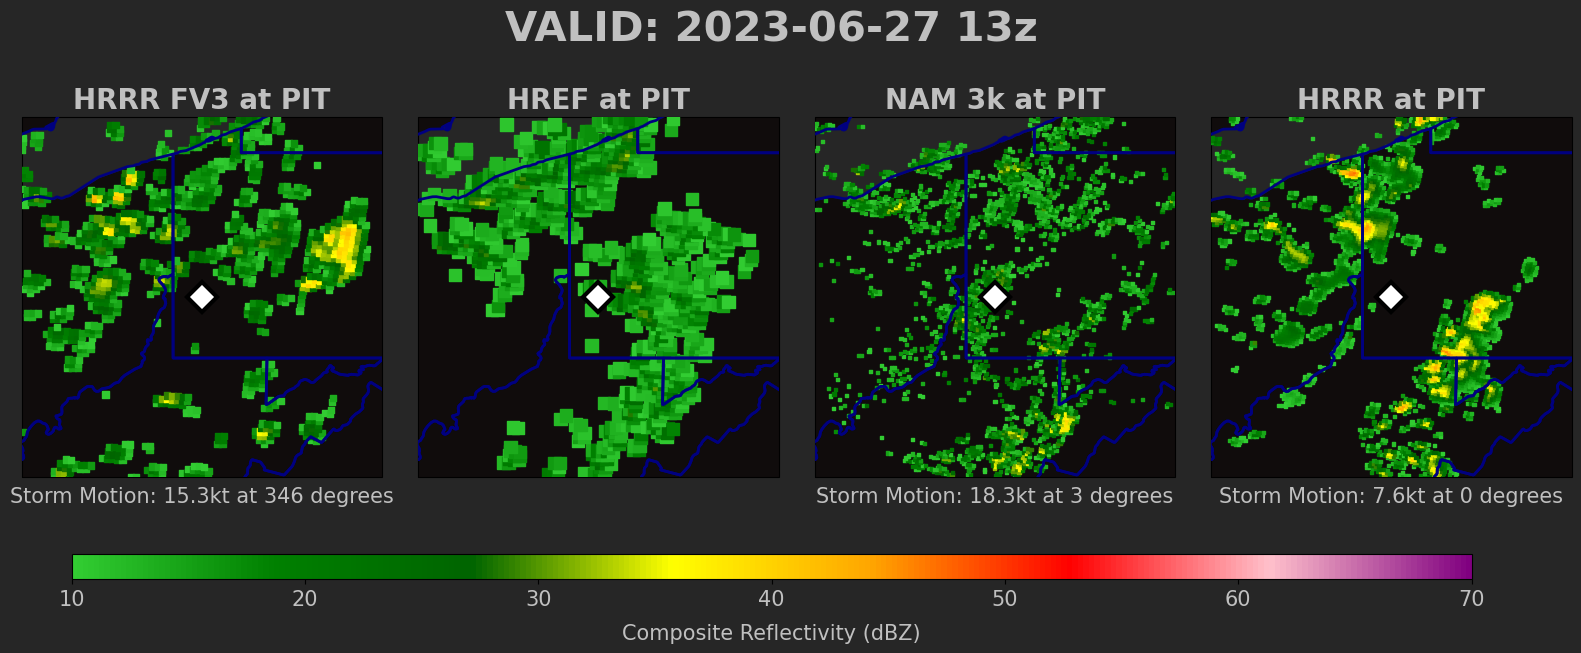 VALID: 2023-06-27 13z
HRRR FV3 at PIT
HREF at PIT
NAM 3k at PIT
HRRR at PIT
Storm Motion: 15.3kt at 346 degrees
Storm Motion: 18.3kt at 3 degrees
Storm Motion: 7.6kt at 0 degrees
10 20 30 40 50 60 70
Composite Reflectivity (dBZ)